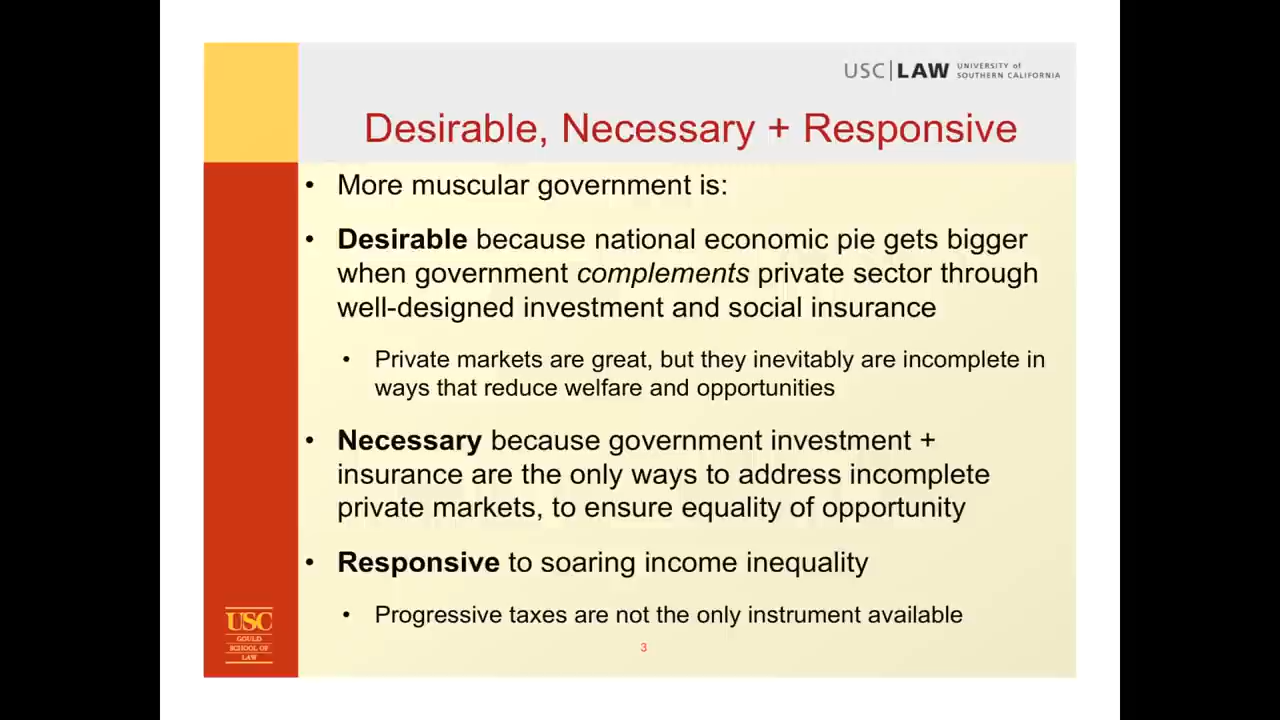 USC LAW UNIVERSITY of
SOUTHERN CALIFORNIA
Desirable, Necessary + Responsive
• More muscular government is:
• Desirable because national economic pie gets bigger
when government complements private sector through
well-designed investment and social insurance
• Private markets are great, but they inevitably are incomplete in
ways that reduce welfare and opportunities
• Necessary because government investment +
insurance are the only ways to address incomplete
private markets, to ensure equality of opportunity
• Responsive to soaring income inequality
• Progressive taxes are not the only instrument available
USC
GOULD
SCHOOL OF
LAW
3